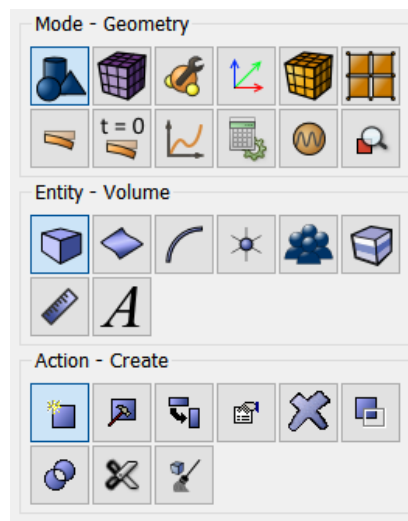 Mode - Geometry
t = 0
Entity - Volume
A
Action - Create